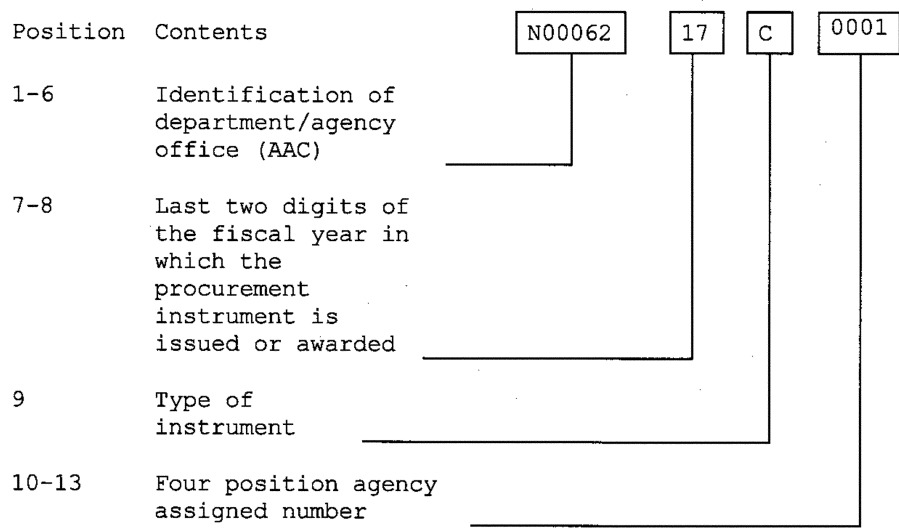 Position Contents N00062 17 C 0001
1-6 Identification of
department/agency
office (AAC)
7-8 Last two digits of
the fiscal year in
which the
procurement
instrument is
issued or awarded
9 Type of
instrument
10-13 Four position agency
assigned number